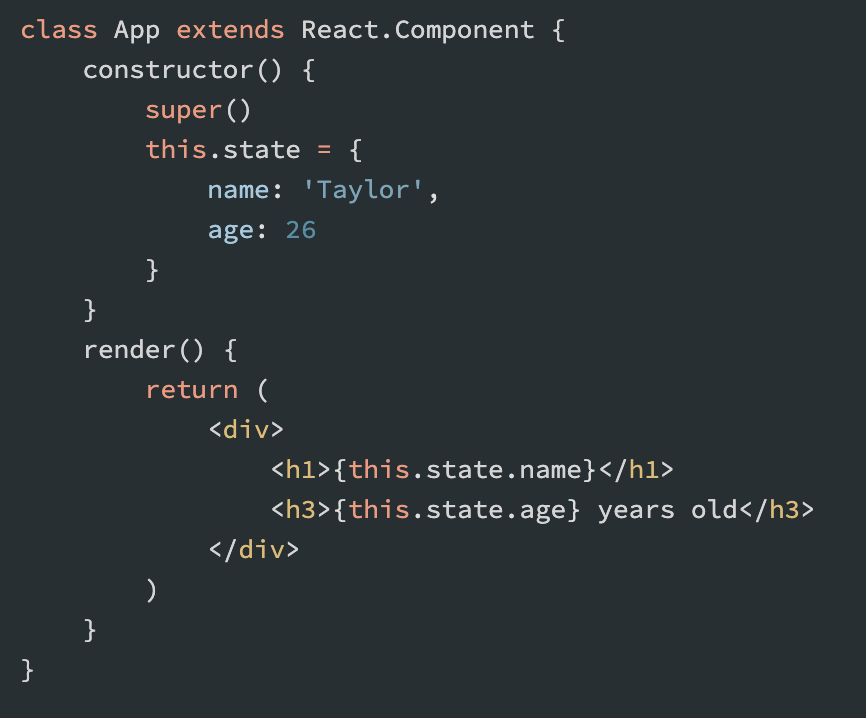 class App extends React.Component {
    constructor() {
        super()
        this.state = {
            name: 'Taylor',
            age: 26
        }
    }
    render() {
        return (
            <div>
                <h1>{this.state.name}</h1>
                <h3>{this.state.age} years old</h3>
            </div>
        )
    }
}